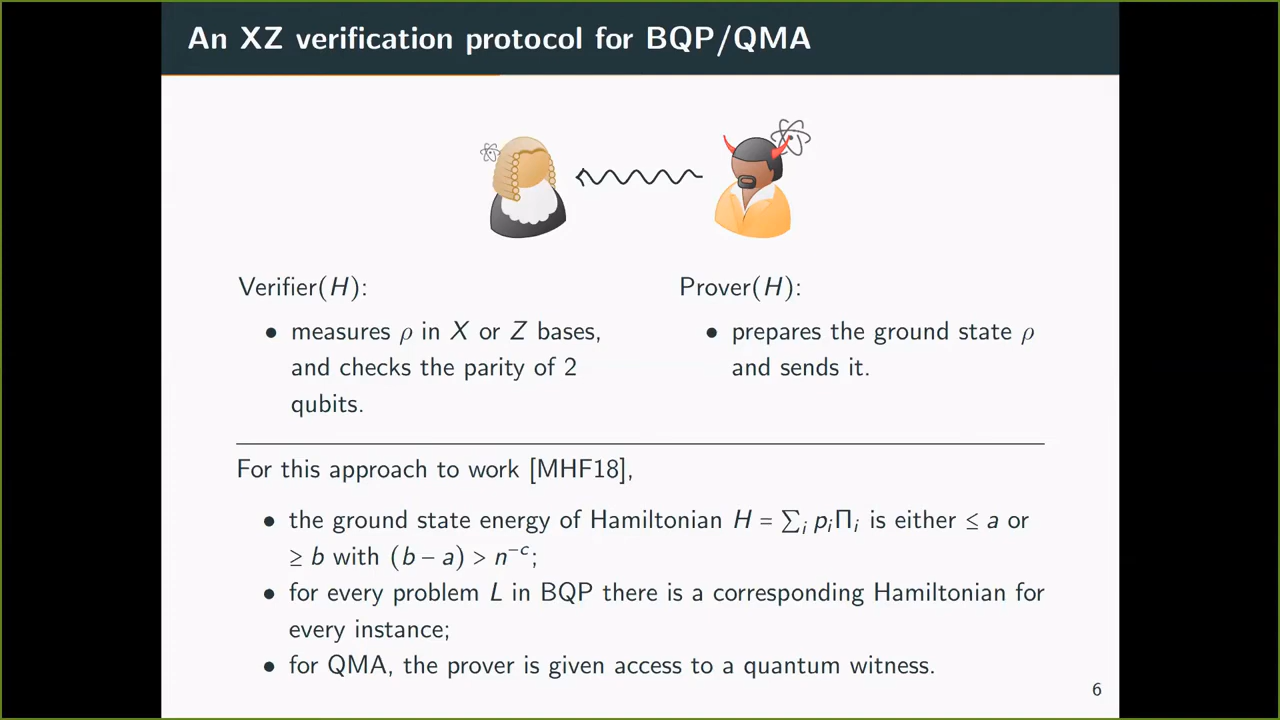 An XZ verification protocol for BQP/QMA
Verifier(H):
• measures ρ in X or Z bases,
and checks the parity of 2
qubits.
Prover(H):
• prepares the ground state ρ
and sends it.
For this approach to work [MHF18],
• the ground state energy of Hamiltonian H = ∑ᵢ pᵢΠᵢ is either ≤ a or
≥ b with (b − a) > n⁻ᶜ;
• for every problem L in BQP there is a corresponding Hamiltonian for
every instance;
• for QMA, the prover is given access to a quantum witness.
6